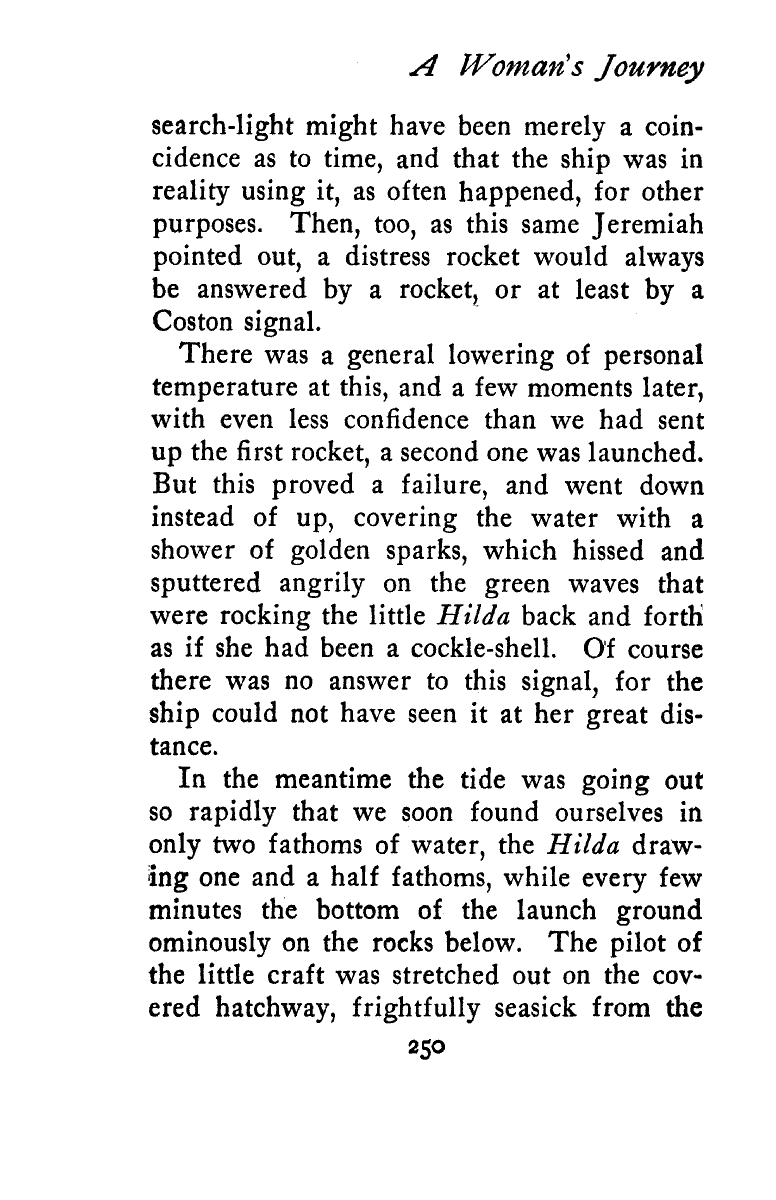 A Woman's Journey
search-light might have been merely a coin-
cidence as to time, and that the ship was in
reality using it, as often happened, for other
purposes. Then, too, as this same Jeremiah
pointed out, a distress rocket would always
be answered by a rocket, or at least by a
Coston signal.
There was a general lowering of personal
temperature at this, and a few moments later,
with even less confidence than we had sent
up the first rocket, a second one was launched.
But this proved a failure, and went down
instead of up, covering the water with a
shower of golden sparks, which hissed and
sputtered angrily on the green waves that
were rocking the little Hilda back and forth
as if she had been a cockle-shell. Of course
there was no answer to this signal, for the
ship could not have seen it at her great dis-
tance.
In the meantime the tide was going out
so rapidly that we soon found ourselves in
only two fathoms of water, the Hilda draw-
ing one and a half fathoms, while every few
minutes the bottom of the launch ground
ominously on the rocks below. The pilot of
the little craft was stretched out on the cov-
ered hatchway, frightfully seasick from the
250